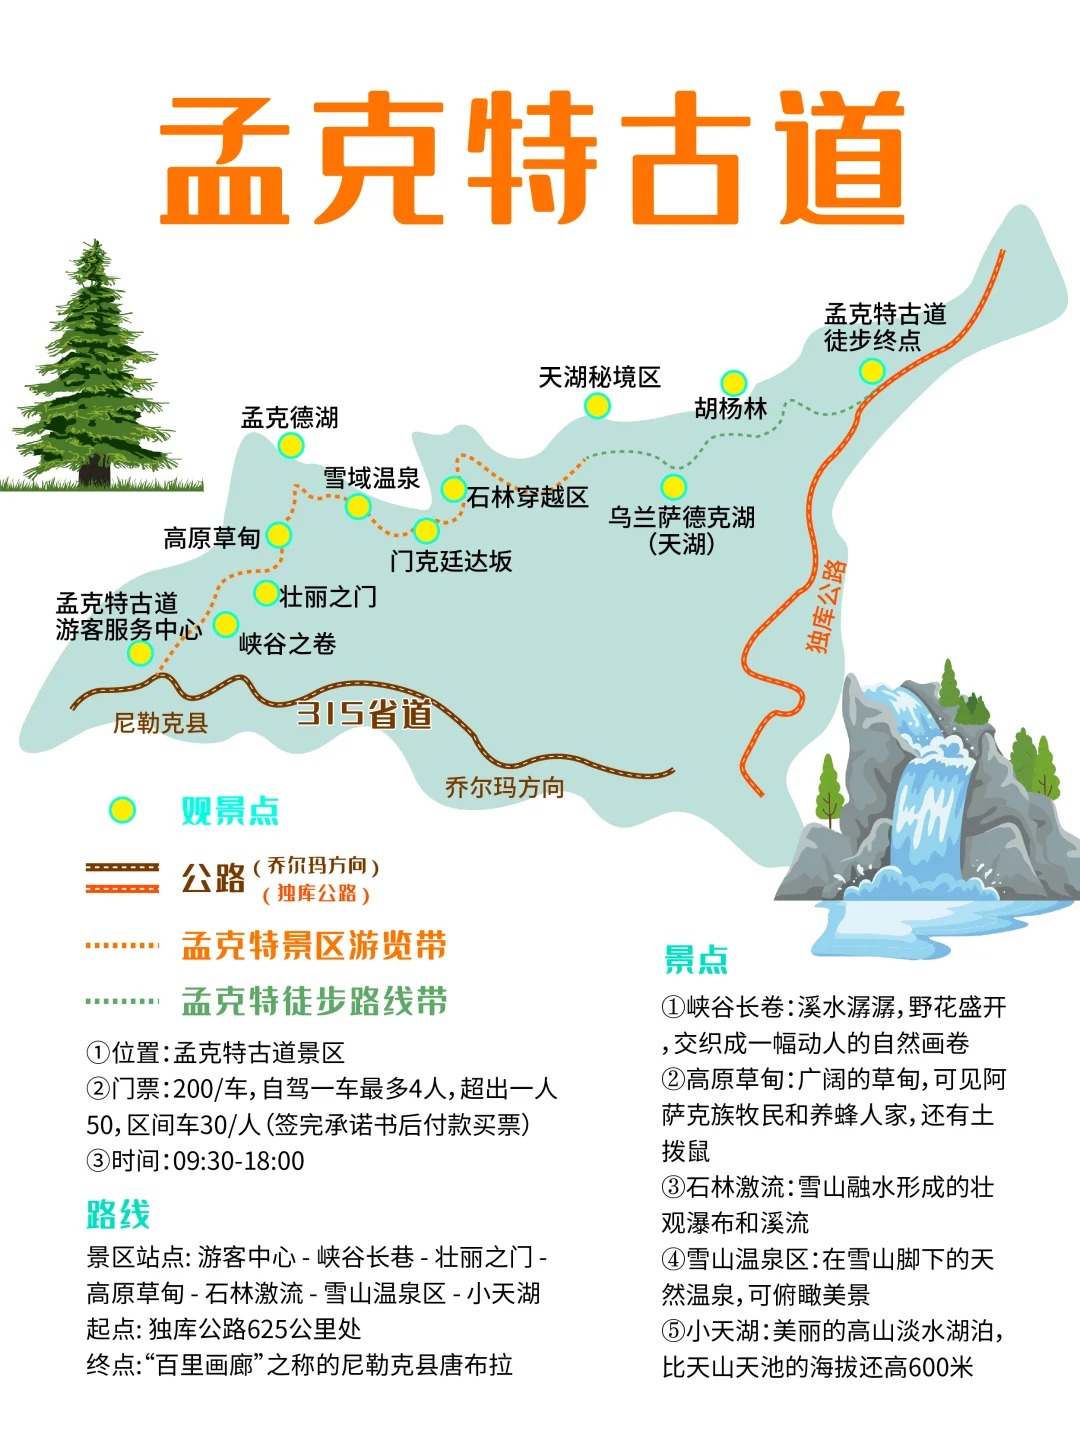 孟克特古道
孟克特古道
徒步终点
天湖秘境区
胡杨林
孟克德湖
雪域温泉
石林穿越区
乌兰萨德克湖
（天湖）
高原草甸
门克廷达坂
壮丽之门
孟克特古道
游客服务中心
峡谷之卷
独库公路
尼勒克县
315省道
乔尔玛方向
观景点
公路（乔尔玛方向）
（独库公路）
孟克特景区游览带
孟克特徒步路线带
①位置：孟克特古道景区
②门票：200/车，自驾一车最多4人，超出一人
50，区间车30/人（签完承诺书后付款买票）
③时间：09:30-18:00
路线
景区站点: 游客中心 - 峡谷长巷 - 壮丽之门 -
高原草甸 - 石林激流 - 雪山温泉区 - 小天湖
起点: 独库公路625公里处
终点:“百里画廊”之称的尼勒克县唐布拉
景点
①峡谷长卷：溪水潺潺，野花盛开
，交织成一幅动人的自然画卷
②高原草甸：广阔的草甸，可见阿
萨克族牧民和养蜂人家，还有土
拨鼠
③石林激流：雪山融水形成的壮
观瀑布和溪流
④雪山温泉区：在雪山脚下的天
然温泉，可俯瞰美景
⑤小天湖：美丽的高山淡水湖泊，
比天山天池的海拔还高600米